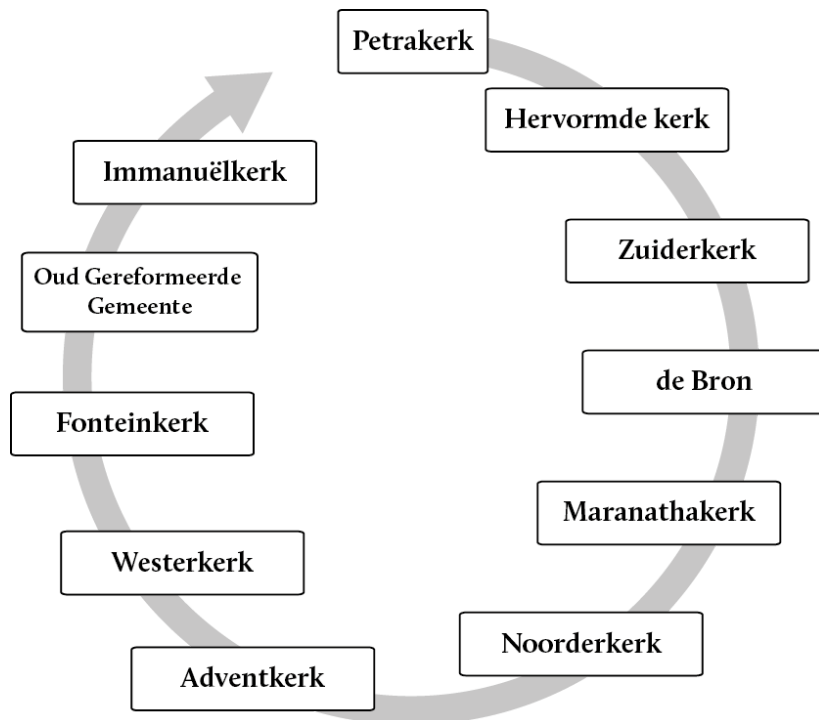 Petrakerk
Hervormde kerk
Zuiderkerk
de Bron
Maranathakerk
Noorderkerk
Adventkerk
Westerkerk
Fonteinkerk
Oud Gereformeerde
Gemeente
Immanuëlkerk